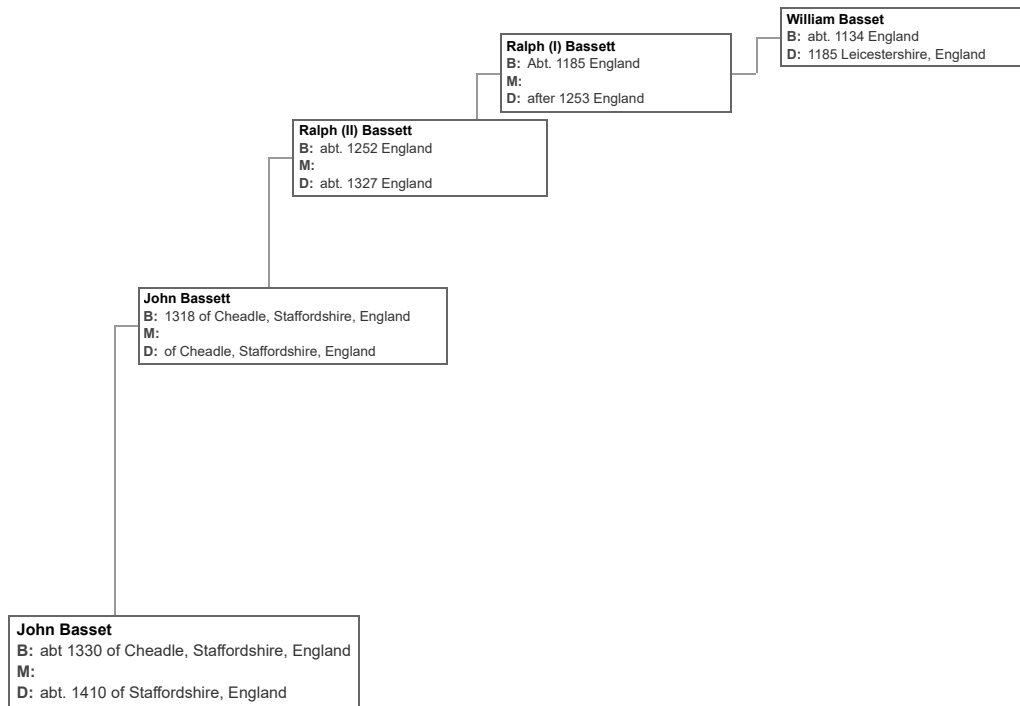 William Basset
B: abt. 1134 England
D: 1185 Leicestershire, England
Ralph (I) Bassett
B: Abt. 1185 England
M:
D: after 1253 England
Ralph (II) Bassett
B: abt. 1252 England
M:
D: abt. 1327 England
John Bassett
B: 1318 of Cheadle, Staffordshire, England
M:
D: of Cheadle, Staffordshire, England
John Basset
B: abt 1330 of Cheadle, Staffordshire, England
M:
D: abt. 1410 of Staffordshire, England